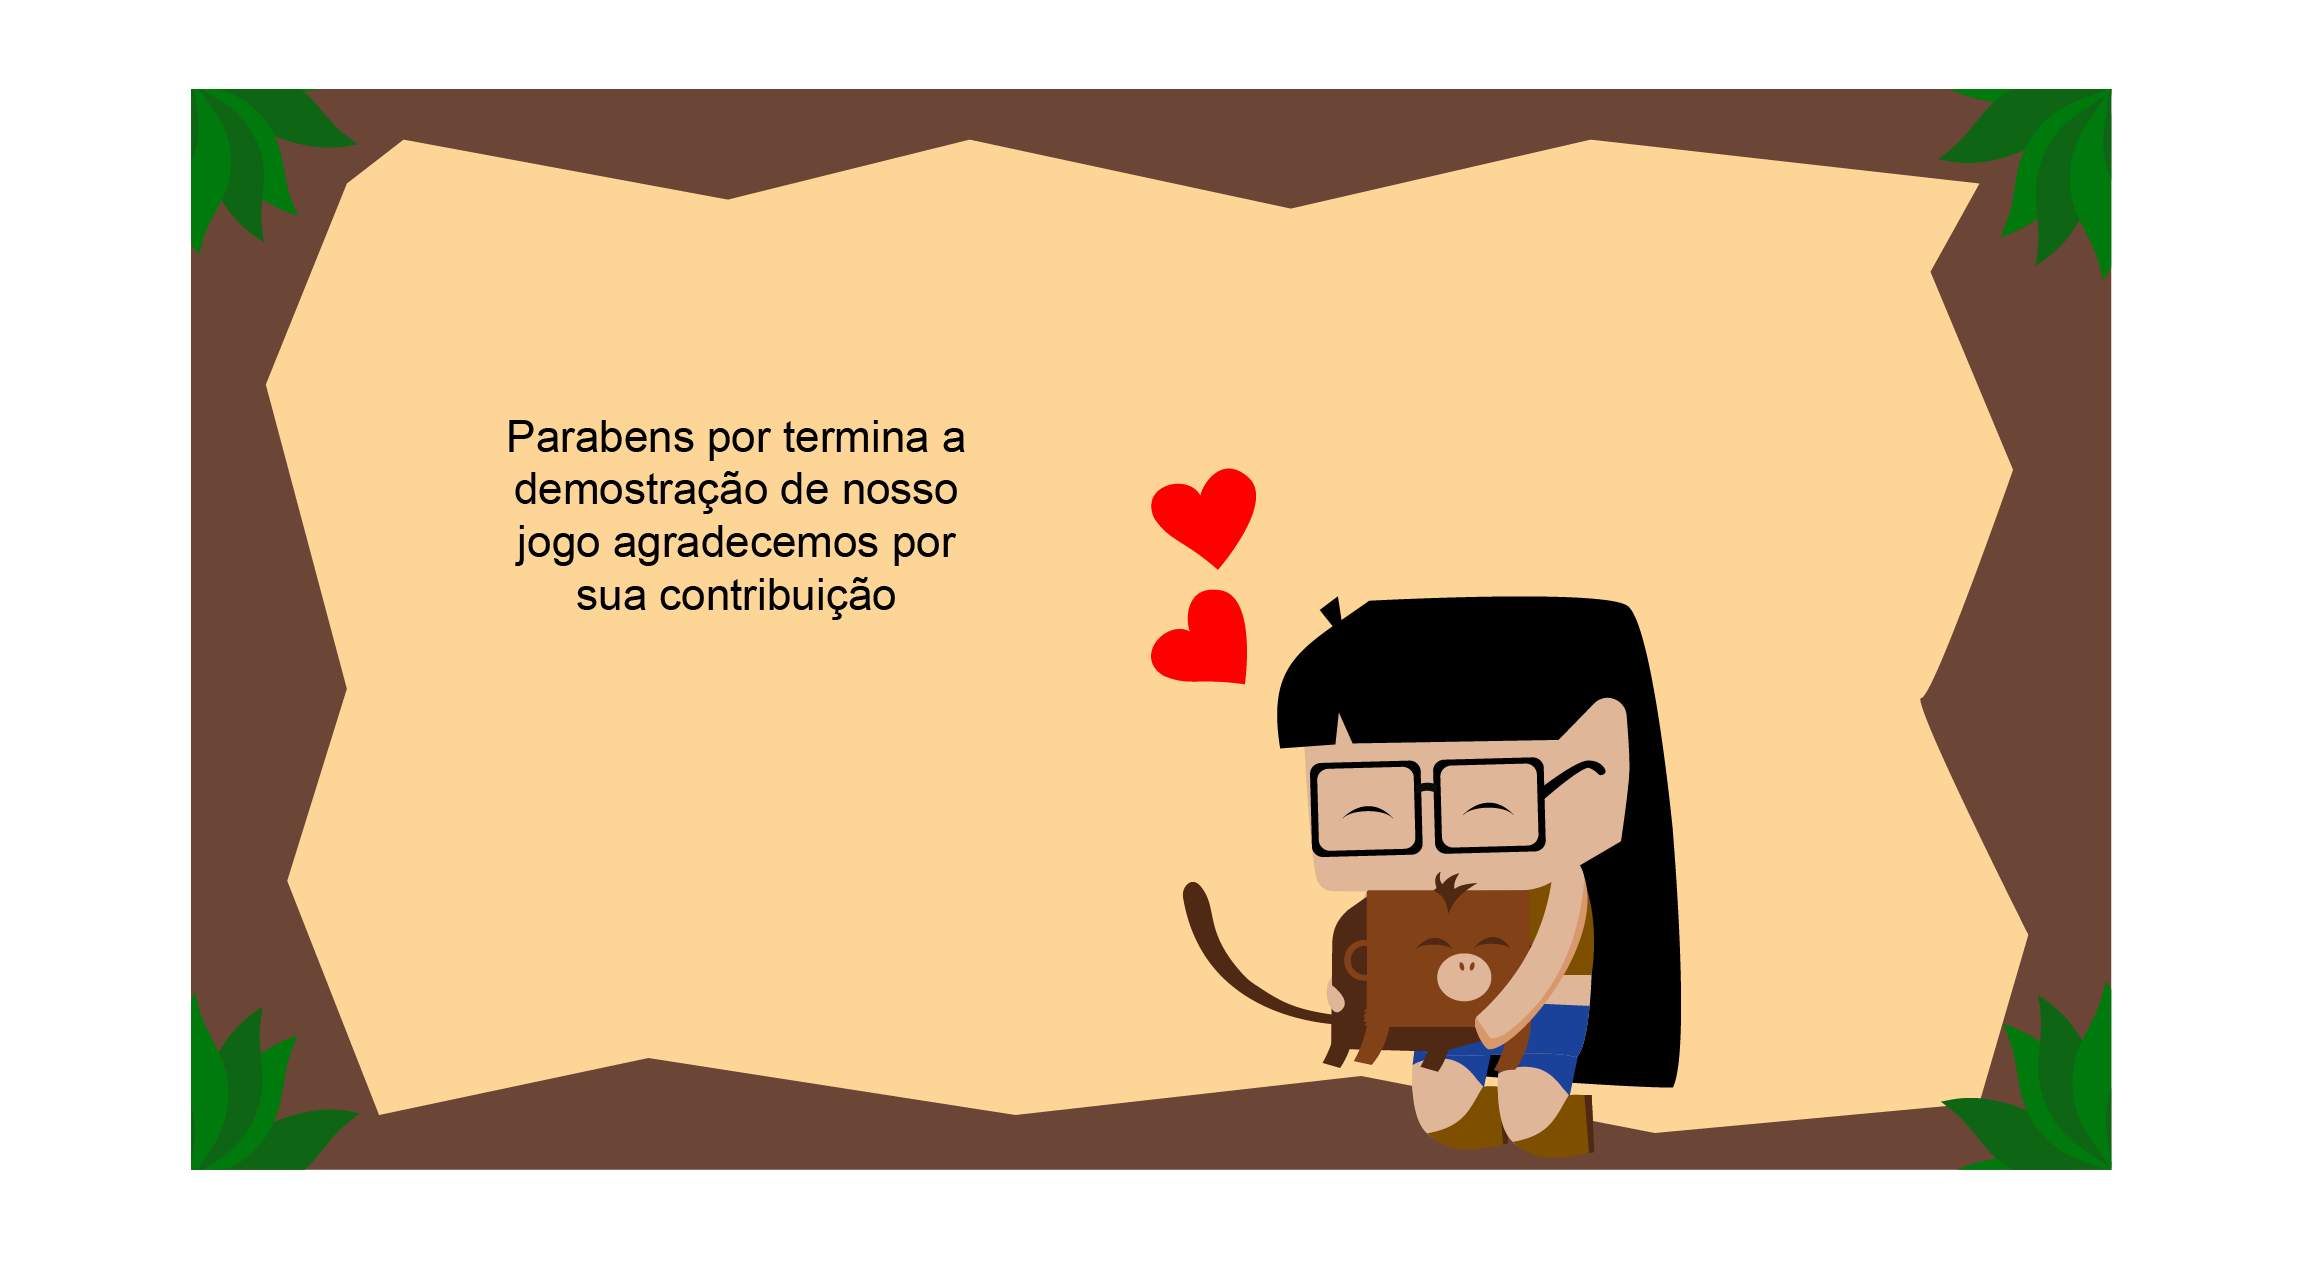 Parabens por termina a
demostração de nosso
jogo agradecemos por
sua contribuição